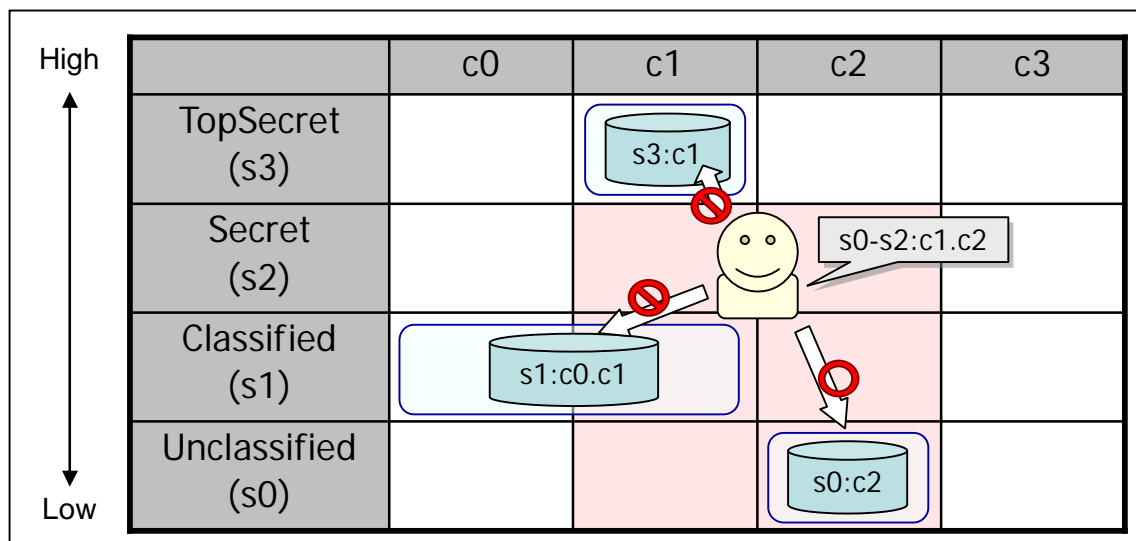 High
c0 c1 c2 c3
TopSecret
(s3)
s3:c1
Secret
(s2)
s0-s2:c1.c2
Classified
(s1)
s1:c0.c1
Unclassified
(s0)
s0:c2
Low